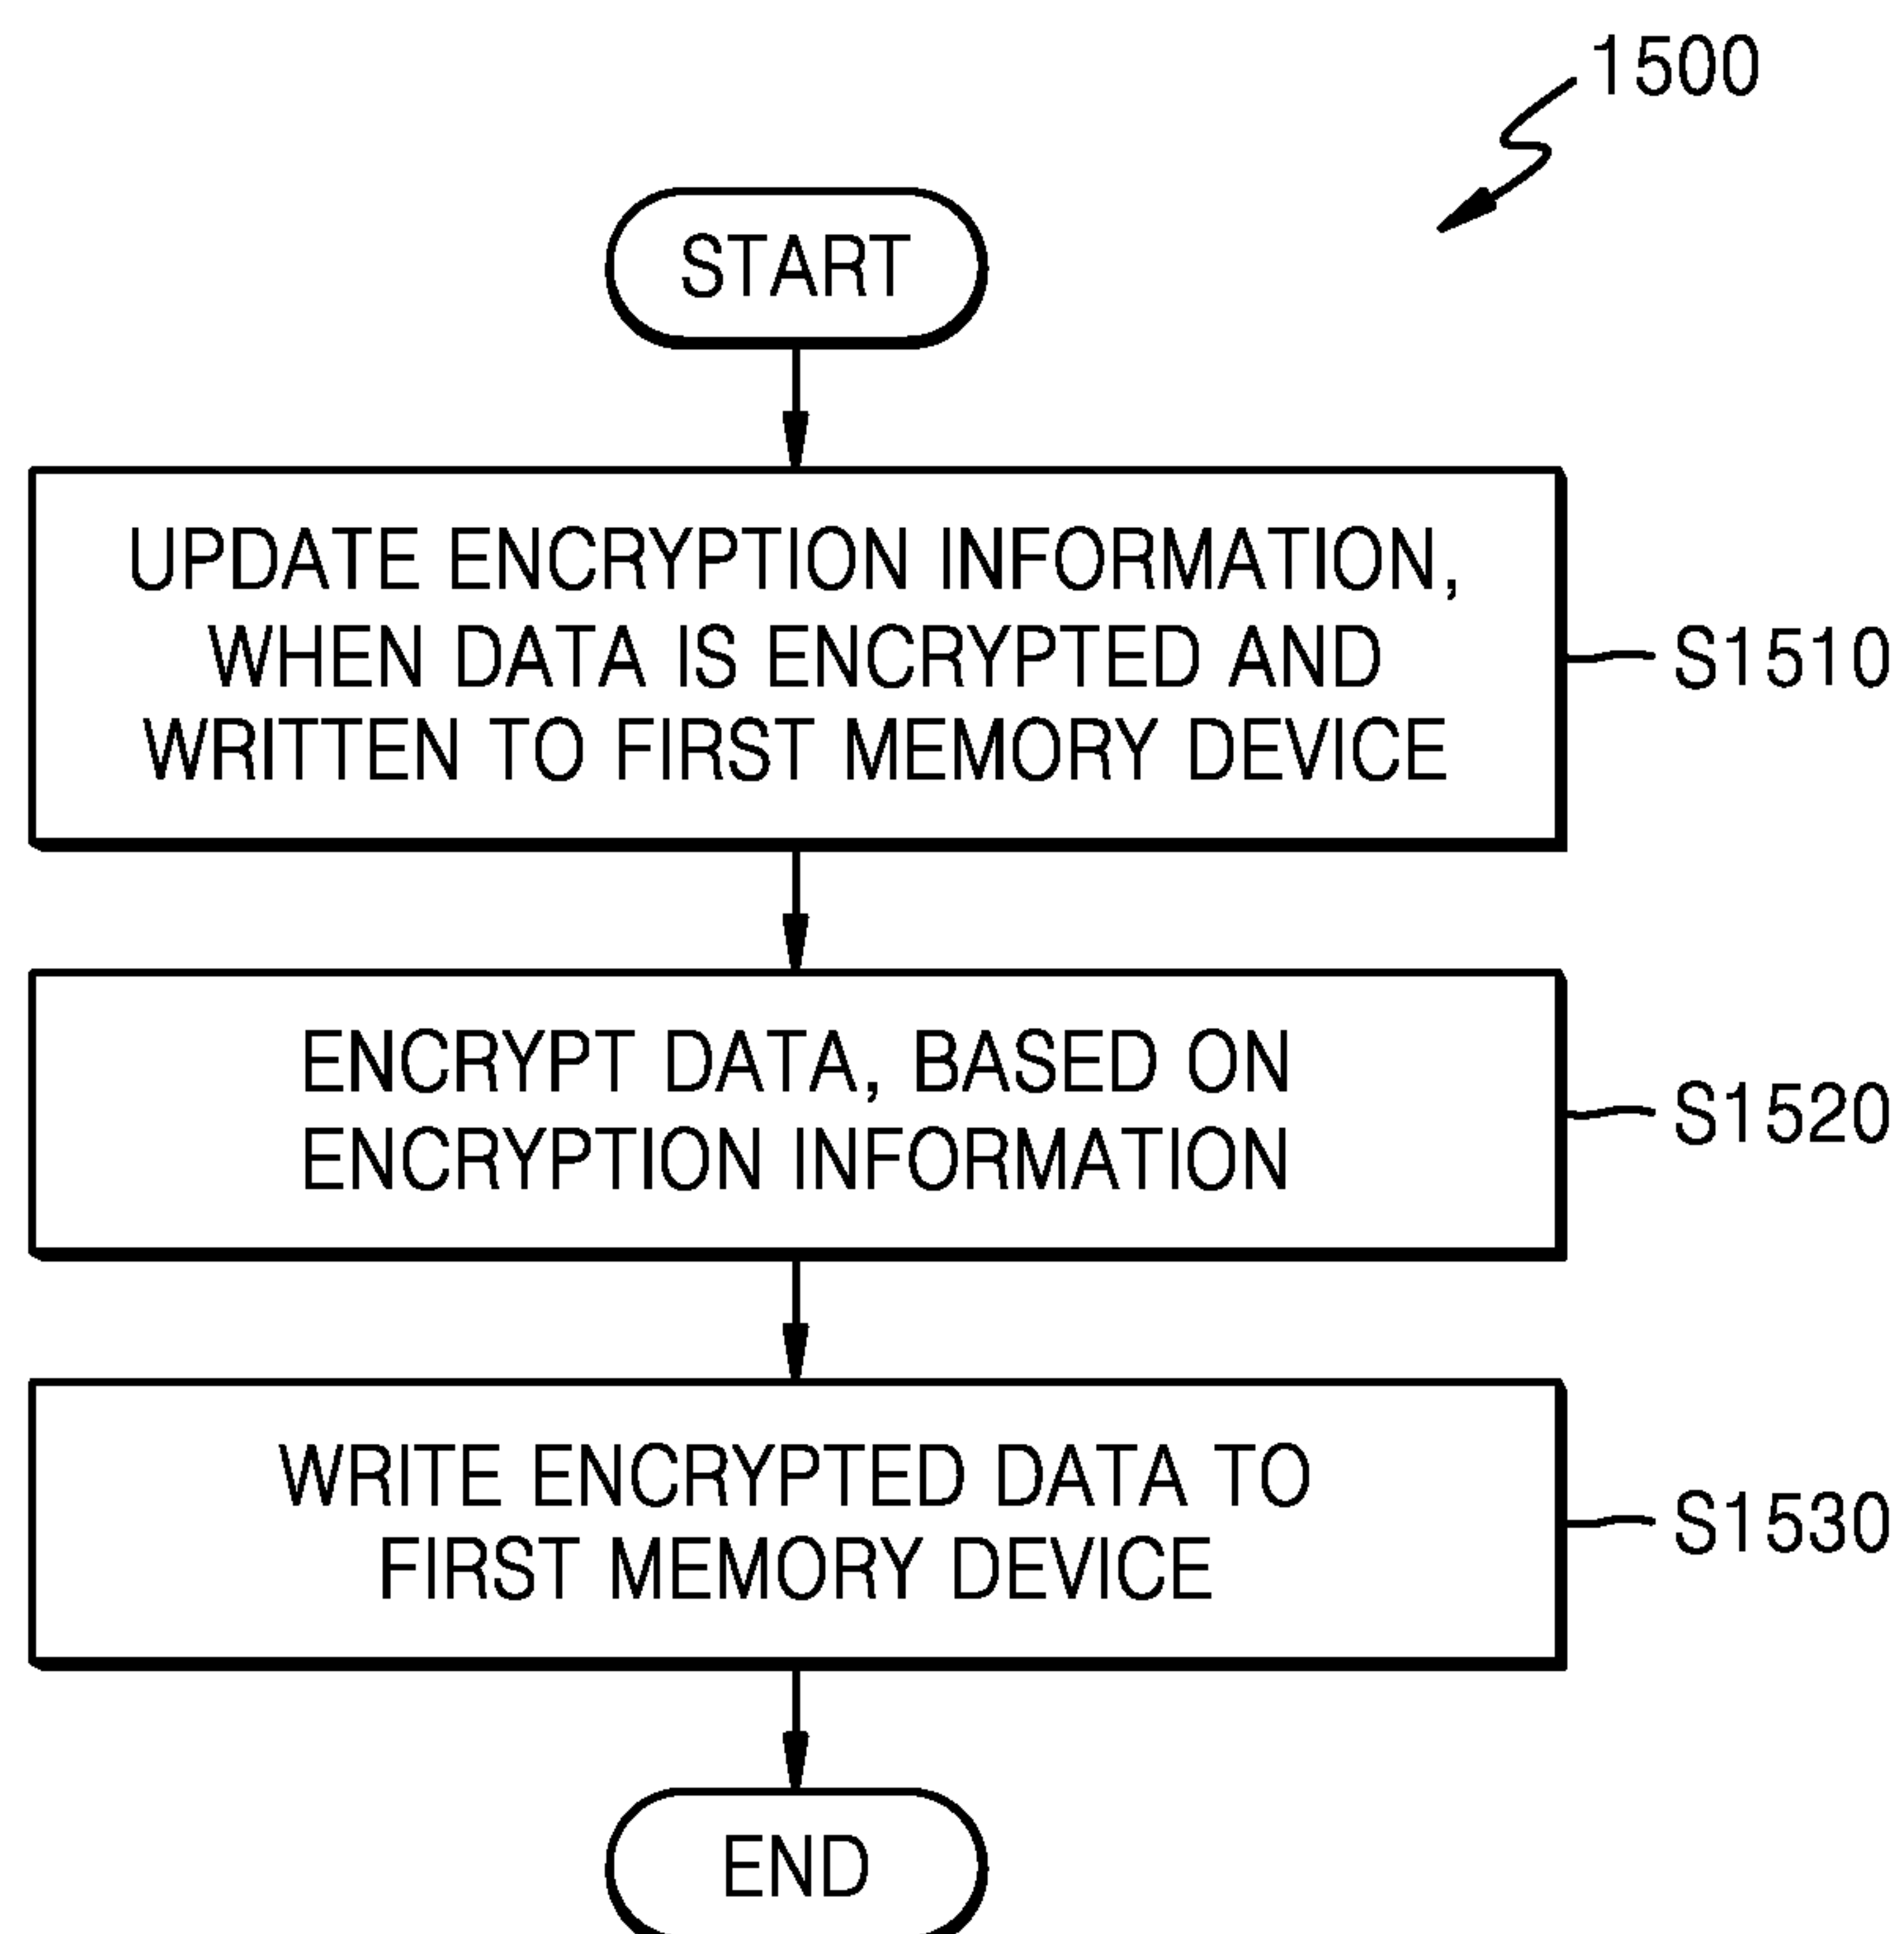 1500
START
UPDATE ENCRYPTION INFORMATION,
WHEN DATA IS ENCRYPTED AND
WRITTEN TO FIRST MEMORY DEVICE
S1510
ENCRYPT DATA, BASED ON
ENCRYPTION INFORMATION
S1520
WRITE ENCRYPTED DATA TO
FIRST MEMORY DEVICE
S1530
END